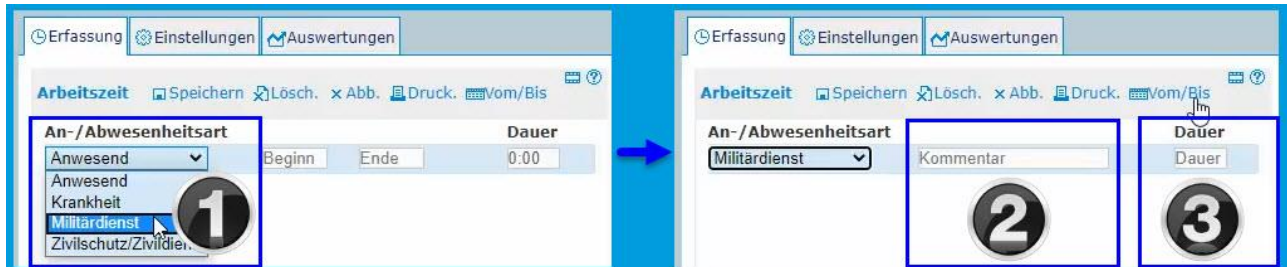 Erfassung Einstellungen Auswertungen
Arbeitszeit Speichern Lösch. Abb. Druck. Vom/Bis
An-/Abwesenheitsart Dauer
Anwesend Beginn Ende 0:00
Anwesend
Krankheit
Militärdienst
Zivilschutz/Zivildien
1
Erfassung Einstellungen Auswertungen
Arbeitszeit Speichern Lösch. Abb. Druck. Vom/Bis
An-/Abwesenheitsart Dauer
Militärdienst Kommentar Dauer
2 3